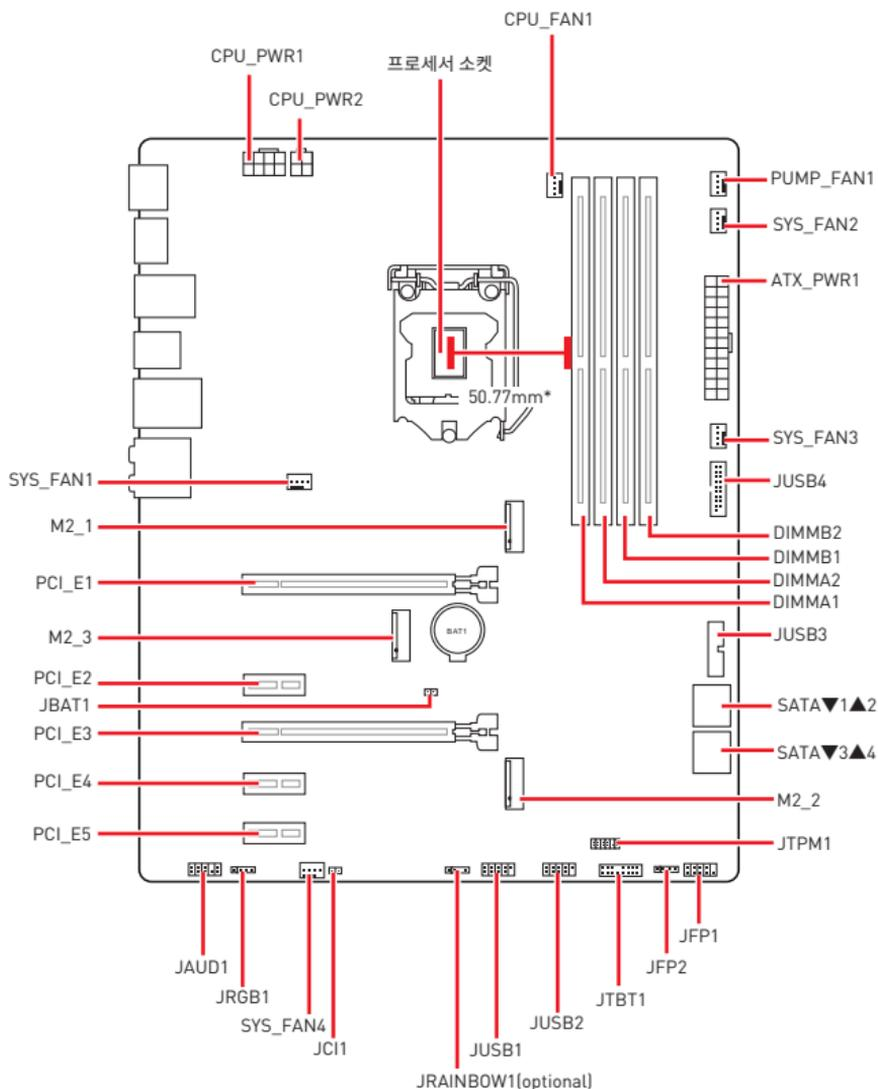 CPU_FAN1
CPU_PWR1
프로세서 소켓
CPU_PWR2
PUMP_FAN1
SYS_FAN2
ATX_PWR1
50.77mm*
SYS_FAN3
SYS_FAN1
JUSB4
M2_1
DIMMB2
DIMMB1
PCI_E1
DIMMA2
DIMMA1
BAT1
M2_3
JUSB3
PCI_E2
JBAT1
SATA▼1▲2
PCI_E3
SATA▼3▲4
PCI_E4
M2_2
PCI_E5
JTPM1
JFP1
JAUD1
JFP2
JRGB1
JTBT1
SYS_FAN4
JUSB2
JCI1
JUSB1
JRAINBOW1(optional)